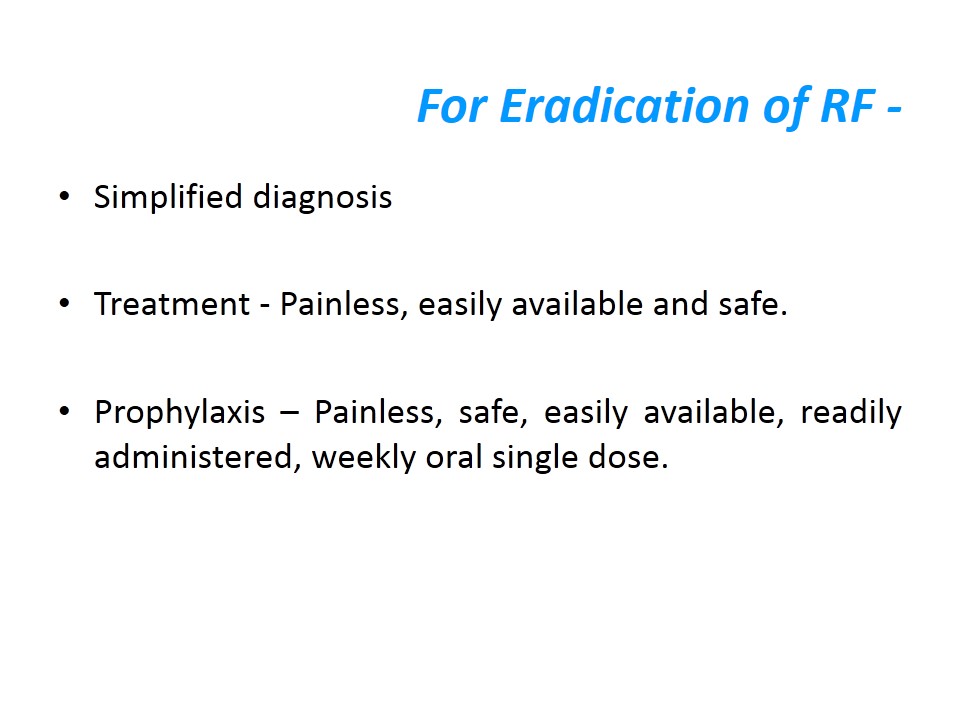 For Eradication of RF -
• Simplified diagnosis
• Treatment - Painless, easily available and safe.
• Prophylaxis – Painless, safe, easily available, readily
administered, weekly oral single dose.